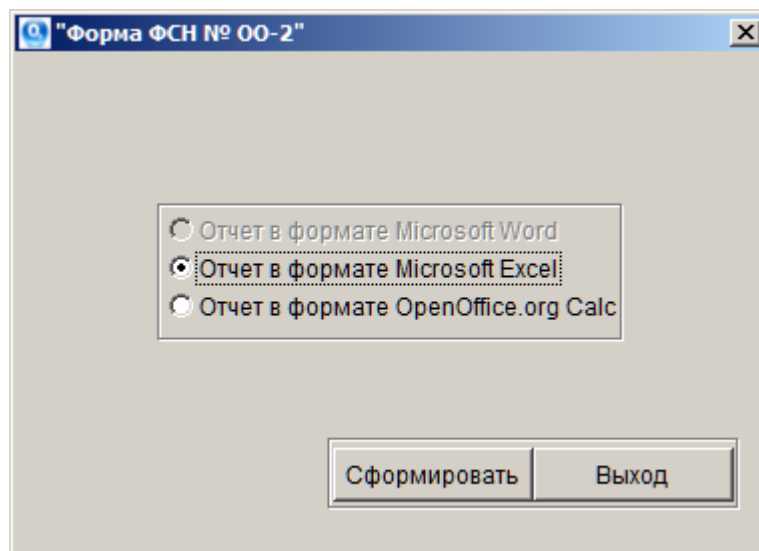 "Форма ФСН № ОО-2"
Отчет в формате Microsoft Word
Отчет в формате Microsoft Excel
Отчет в формате OpenOffice.org Calc
Сформировать Выход